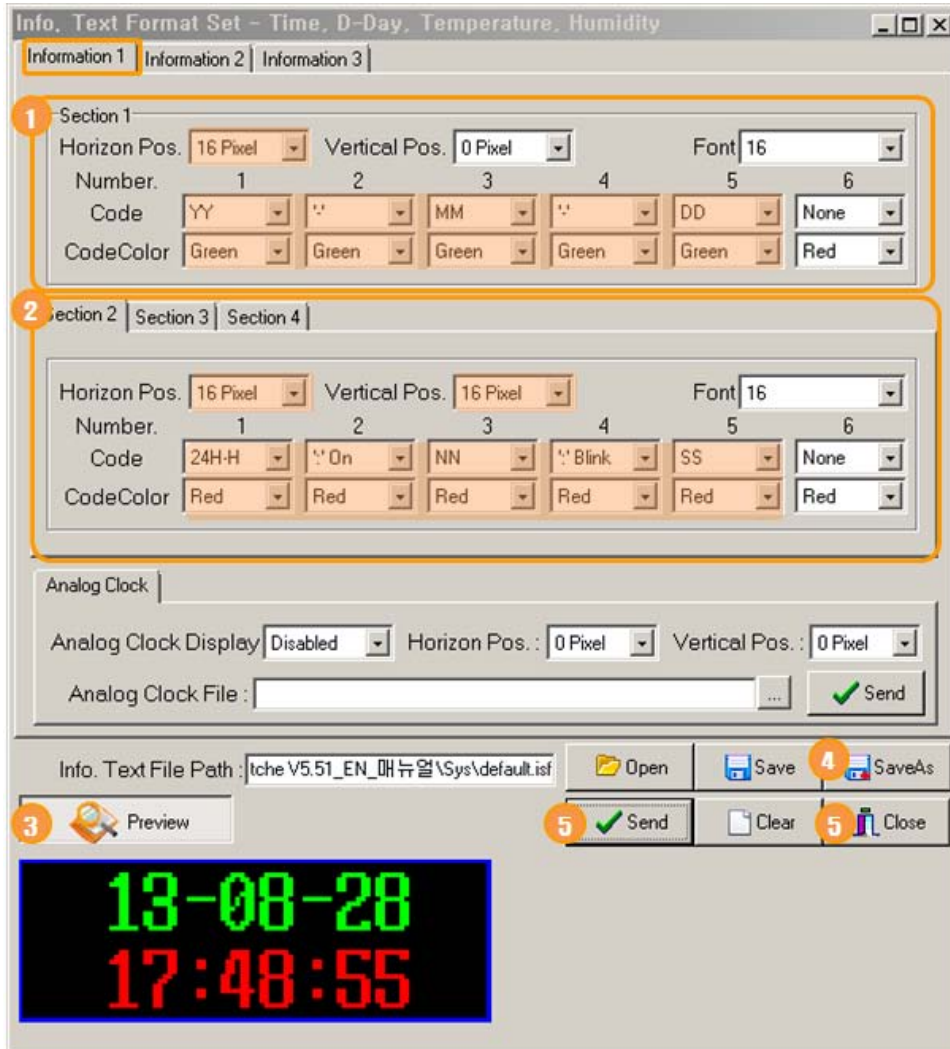 Info, Text Format Set - Time, D-Day, Temperature, Humidity
Information 1 Information 2 Information 3
1 Section 1
Horizon Pos. 16 Pixel Vertical Pos. 0 Pixel Font 16
Number. 1 2 3 4 5 6
Code YY '-' MM '-' DD None
CodeColor Green Green Green Green Green Red
2 Section 2 Section 3 Section 4
Horizon Pos. 16 Pixel Vertical Pos. 16 Pixel Font 16
Number. 1 2 3 4 5 6
Code 24H-H ':' On NN ':' Blink SS None
CodeColor Red Red Red Red Red Red
Analog Clock
Analog Clock Display Disabled Horizon Pos. : 0 Pixel Vertical Pos. : 0 Pixel
Analog Clock File : ... Send
Info. Text File Path : tche V5.51_EN_매뉴얼\Sys\default.isf Open Save 4 SaveAs
3 Preview 5 Send Clear 5 Close
13-08-28
17:48:55